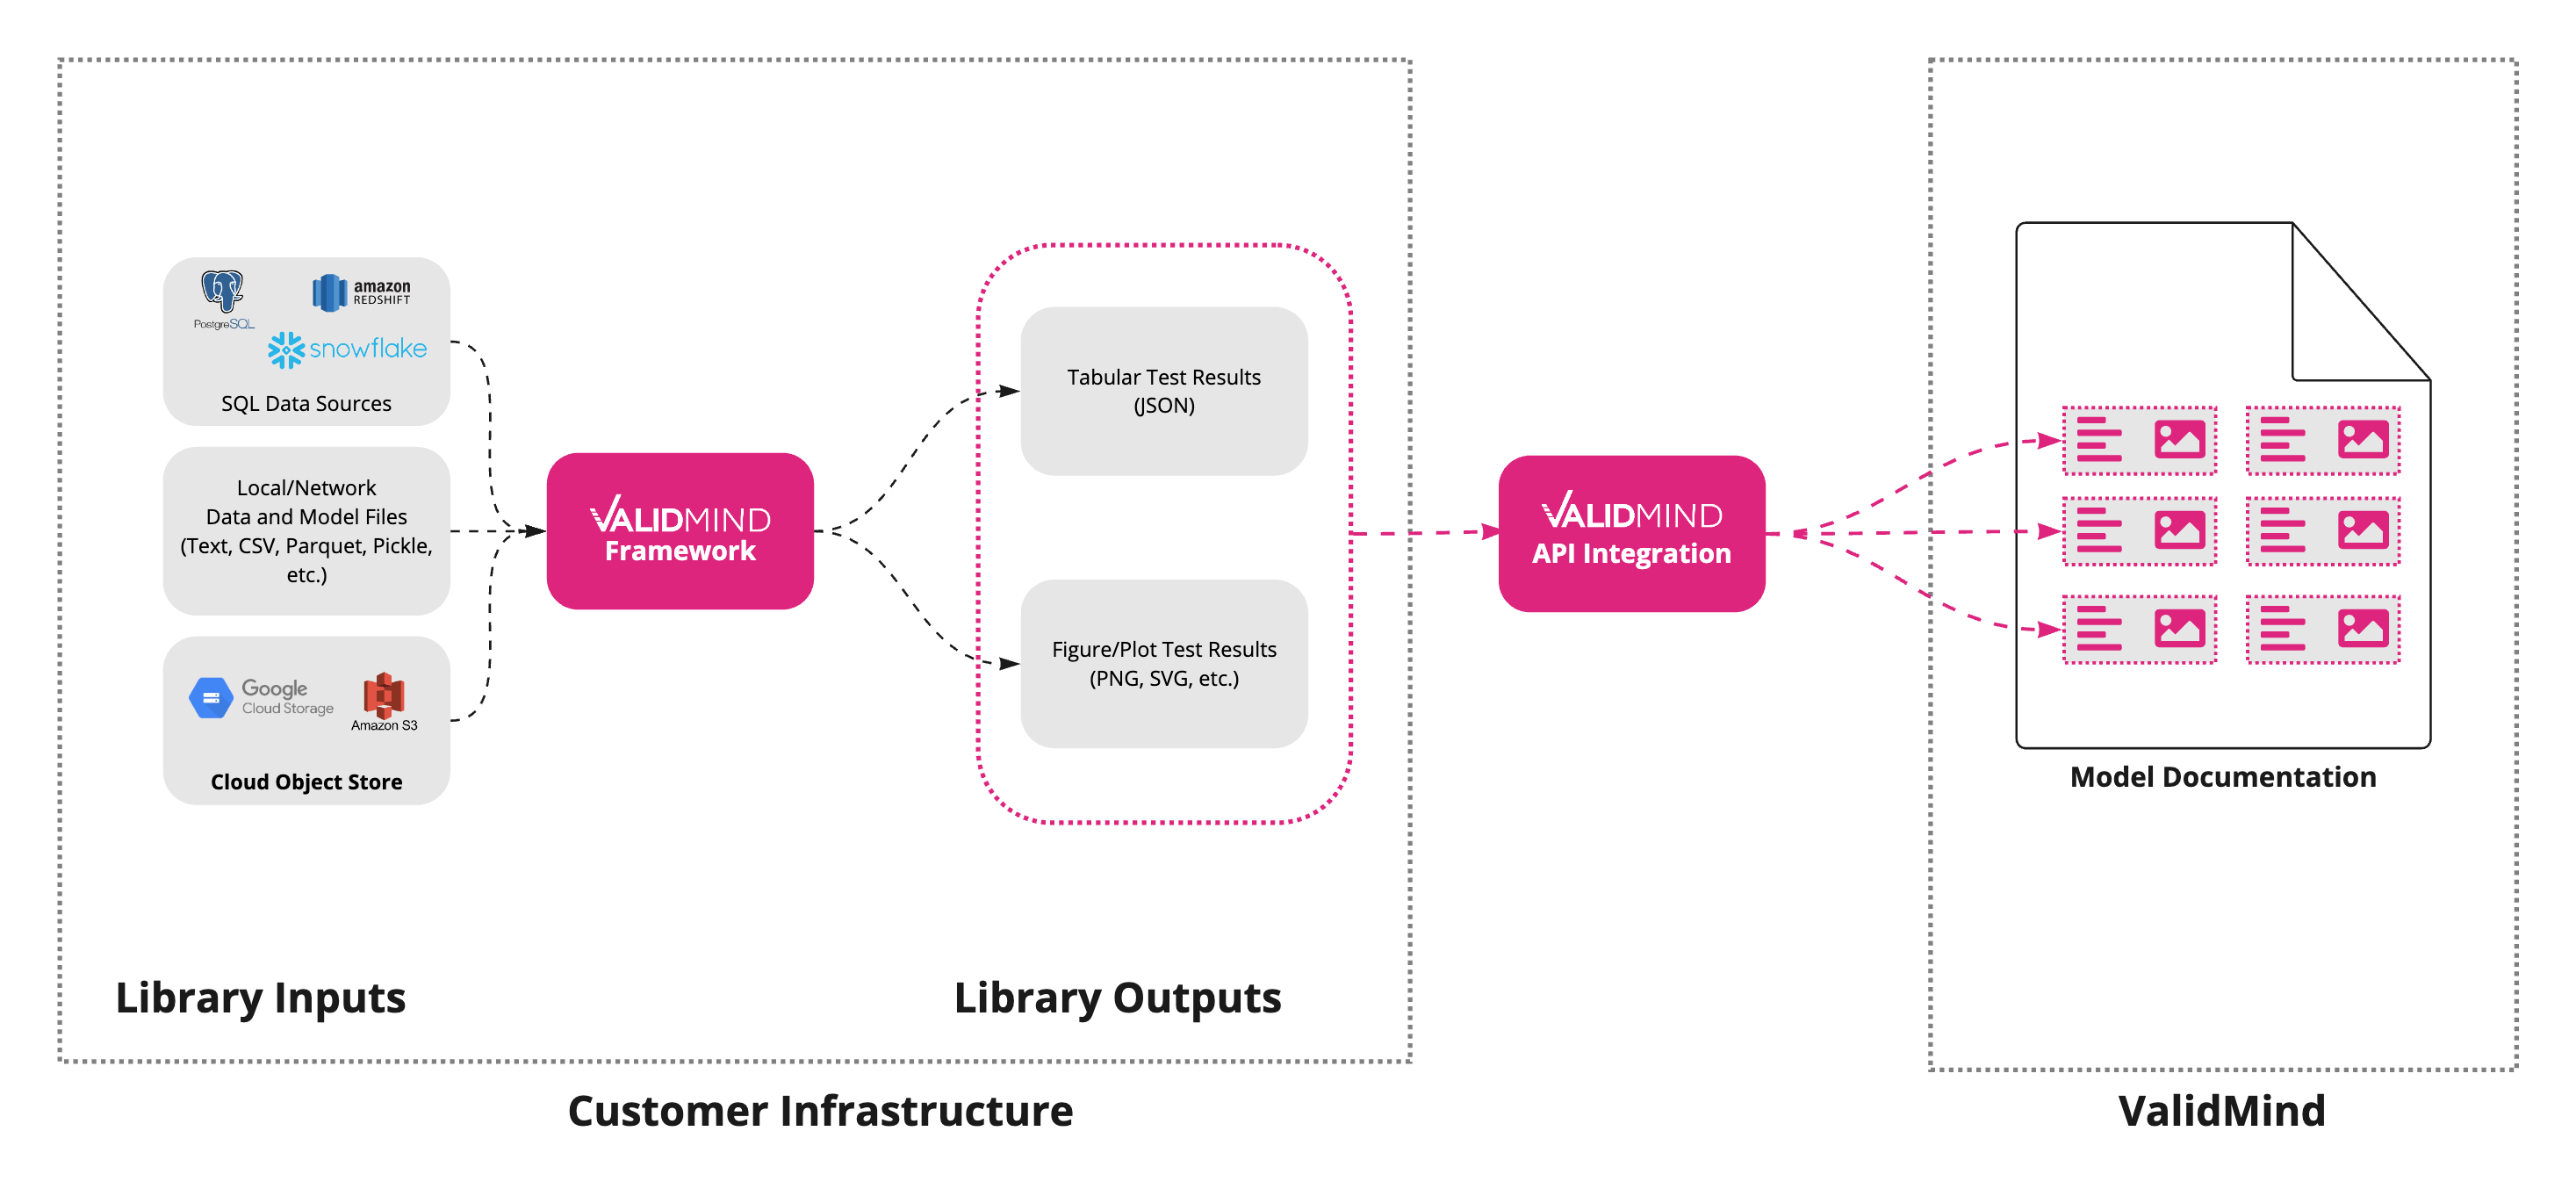 PostgreSQL
amazon
REDSHIFT
snowflake
SQL Data Sources
Local/Network
Data and Model Files
(Text, CSV, Parquet, Pickle,
etc.)
Google
Cloud Storage
Amazon S3
Cloud Object Store
VALIDMIND
Framework
Tabular Test Results
(JSON)
Figure/Plot Test Results
(PNG, SVG, etc.)
Library Inputs
Library Outputs
Customer Infrastructure
VALIDMIND
API Integration
Model Documentation
ValidMind